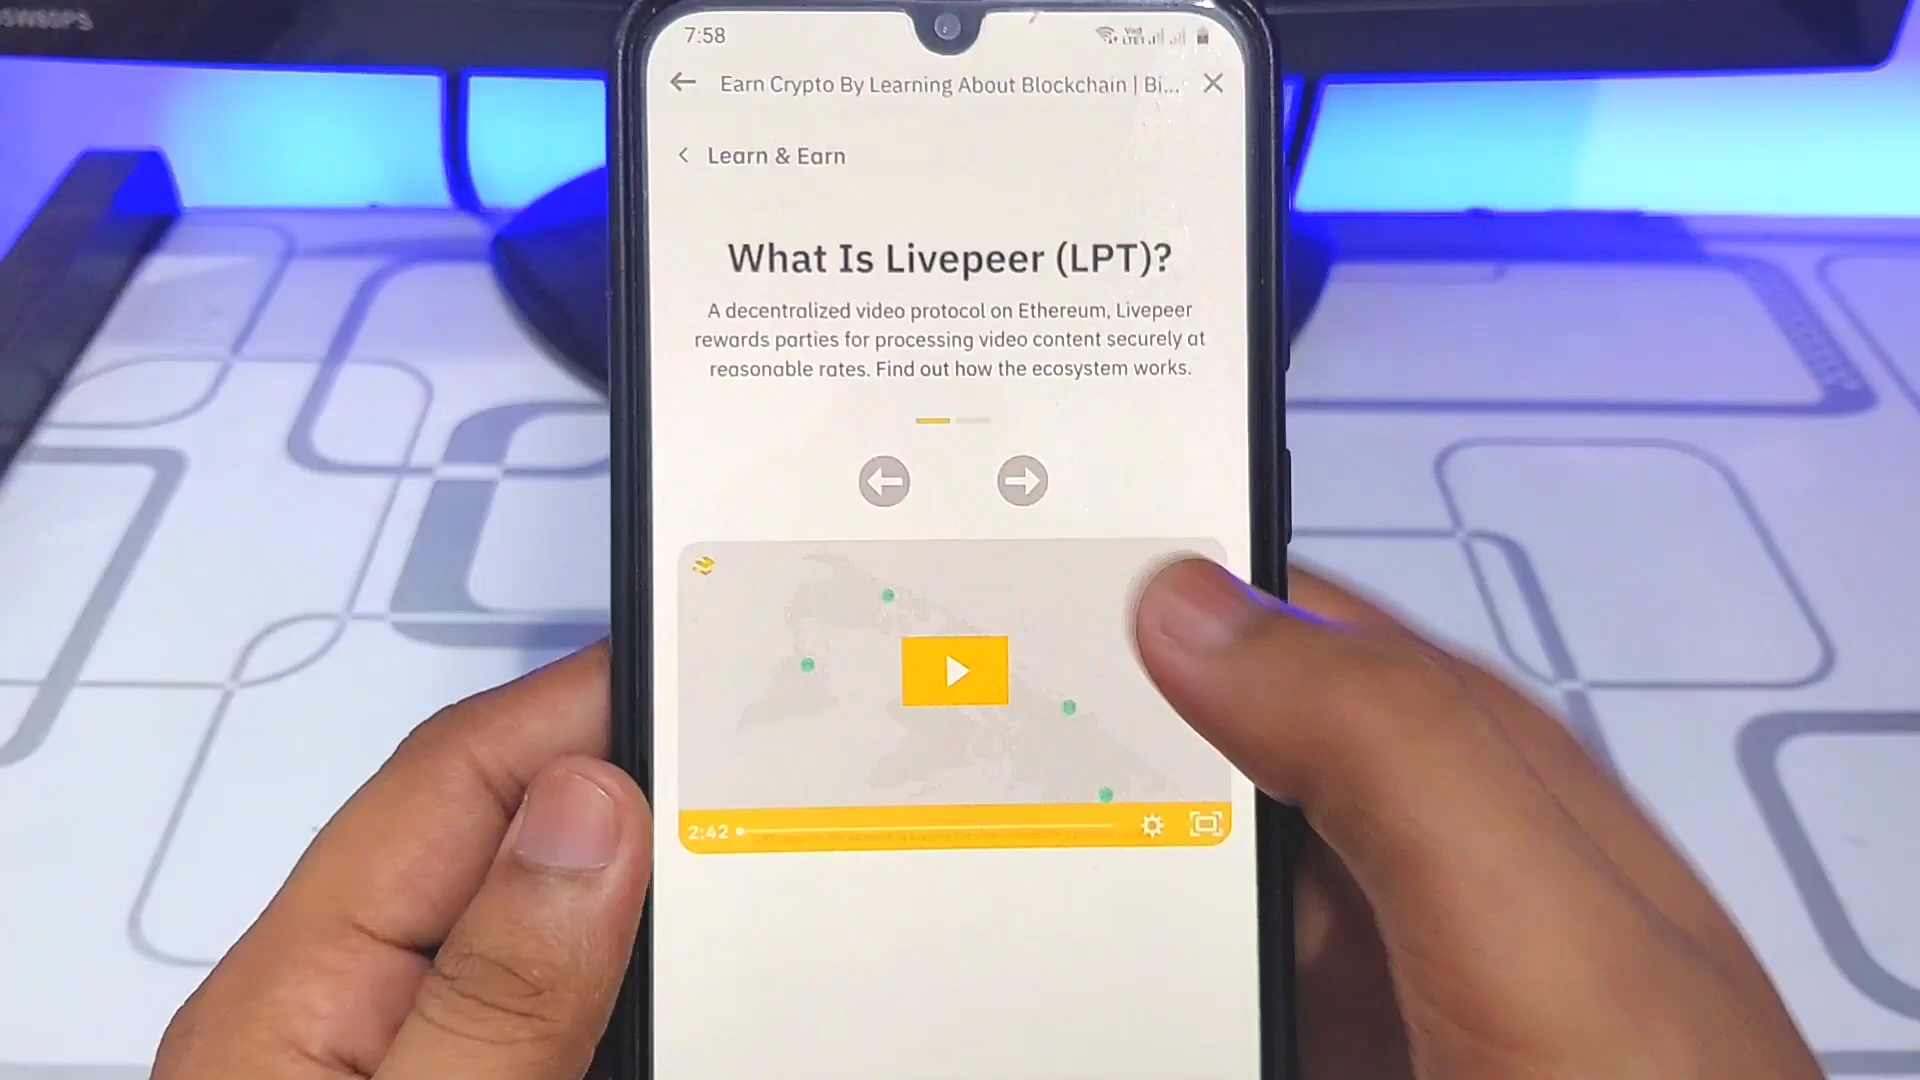 7:58
Earn Crypto By Learning About Blockchain | Bi...
Learn & Earn
What Is Livepeer (LPT)?
A decentralized video protocol on Ethereum, Livepeer
rewards parties for processing video content securely at
reasonable rates. Find out how the ecosystem works.
2:42